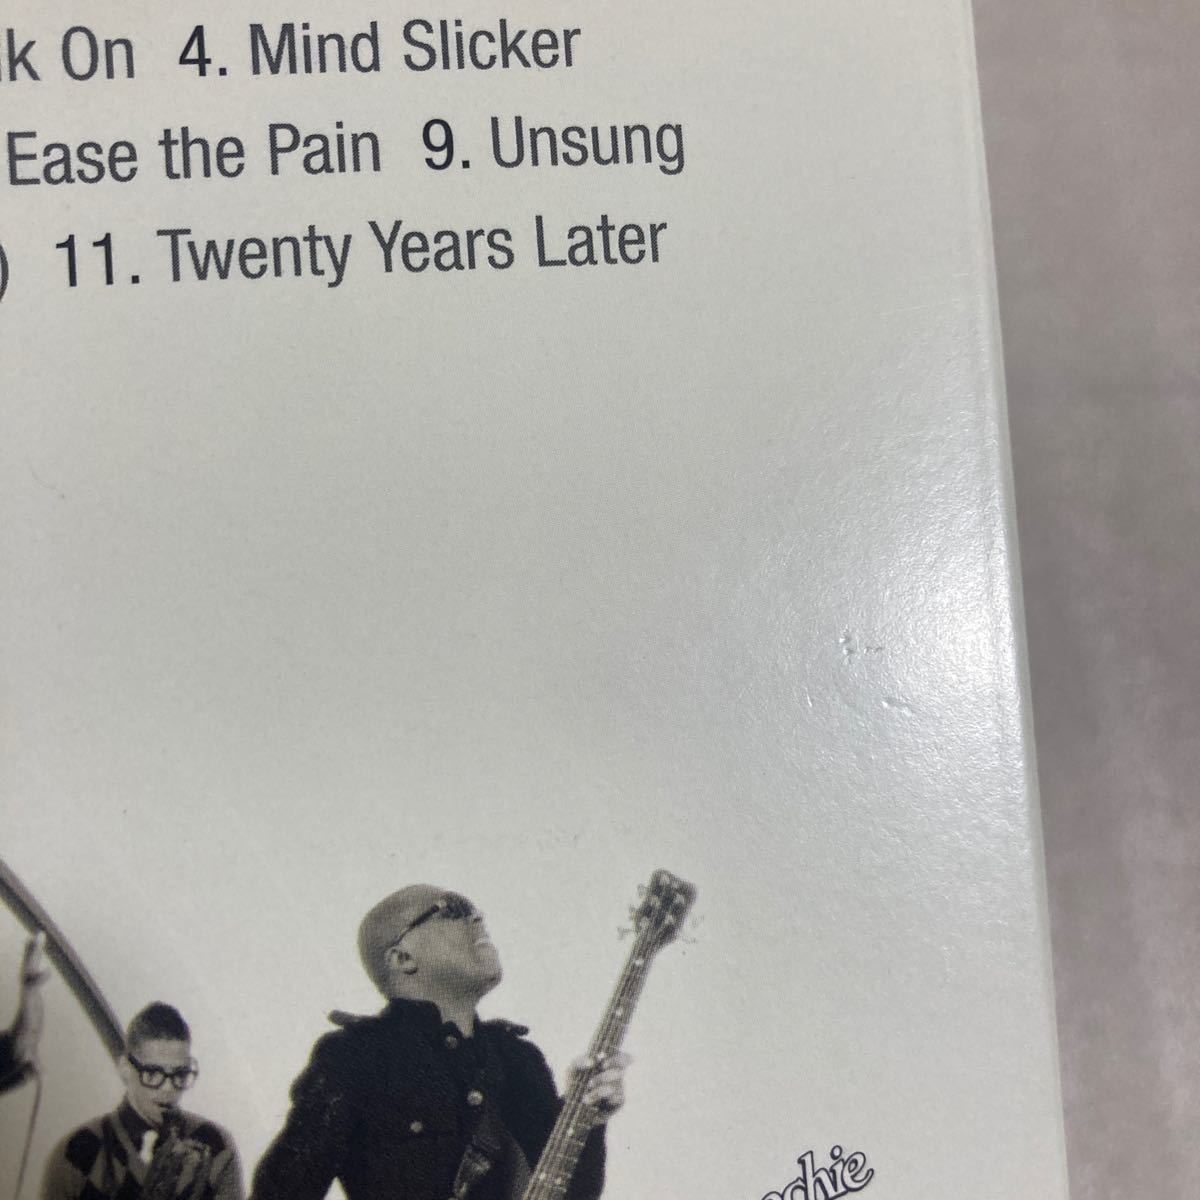 On 4. Mind Slicker
Ease the Pain 9. Unsung
) 11. Twenty Years Later